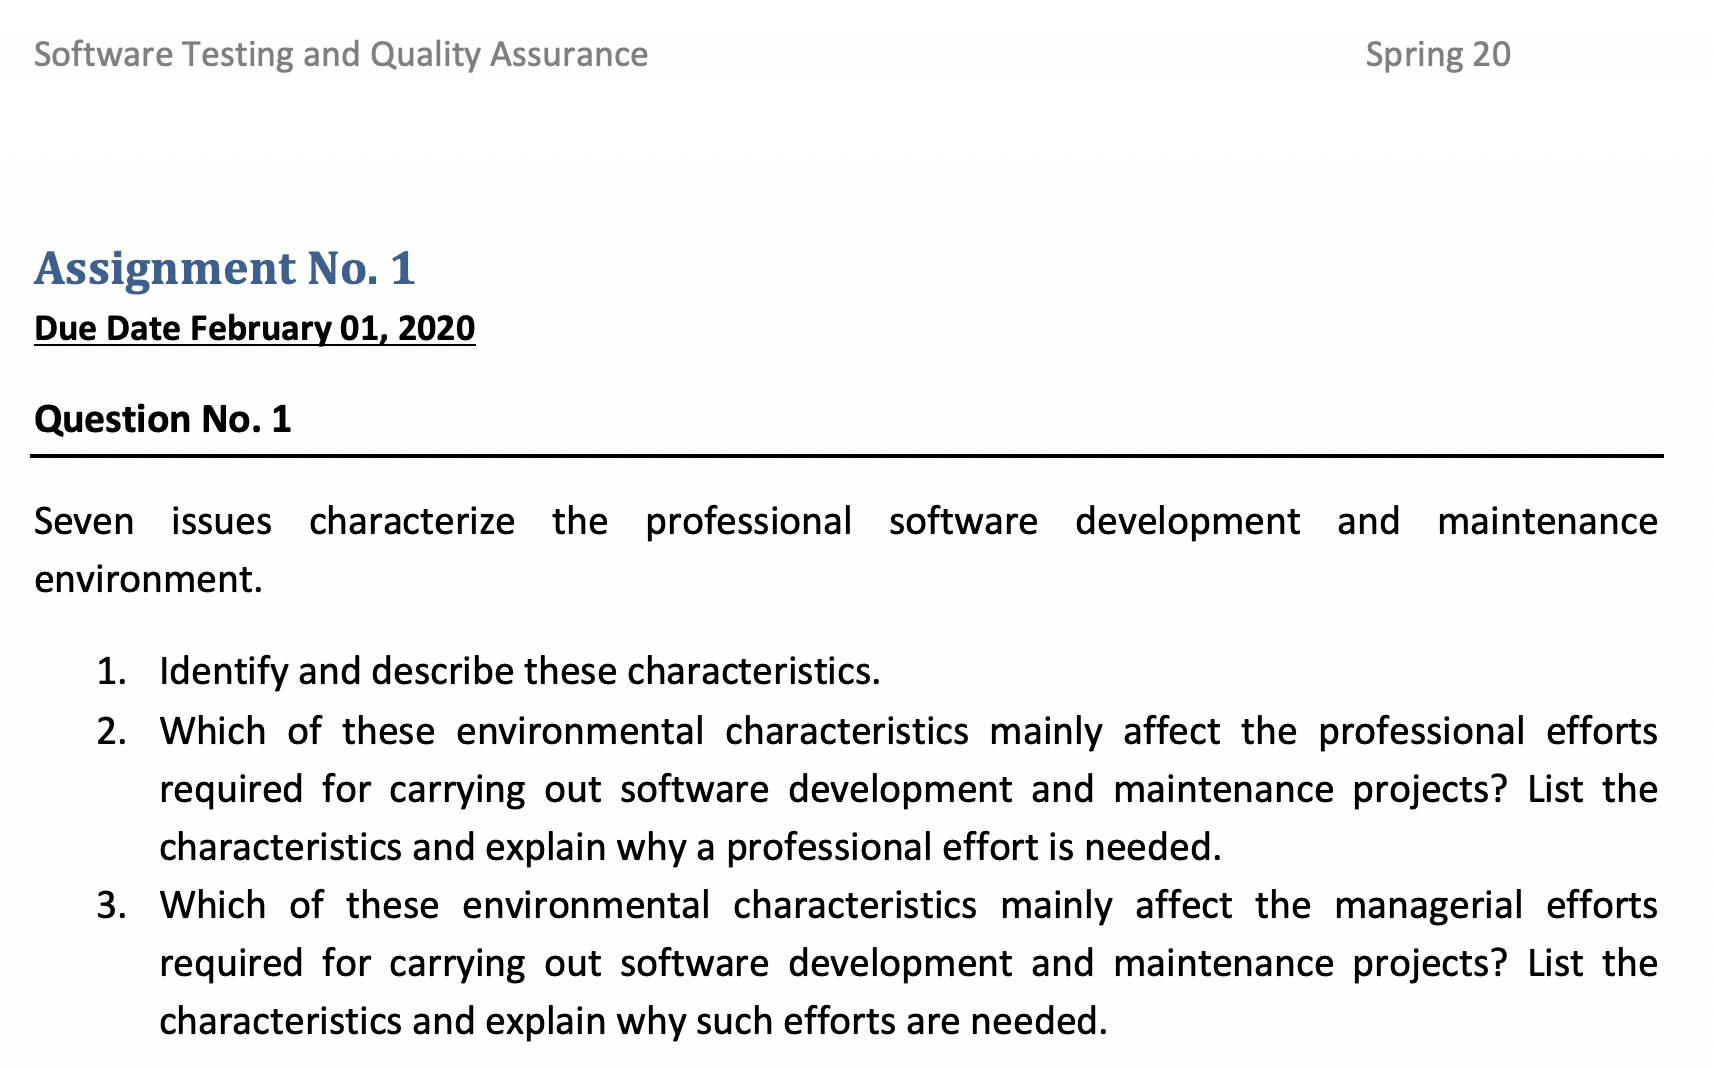 Software Testing and Quality Assurance Spring 20
Assignment No. 1
Due Date February 01, 2020
Question No. 1
Seven issues characterize the professional software development and maintenance
environment.
1. Identify and describe these characteristics.
2. Which of these environmental characteristics mainly affect the professional efforts
required for carrying out software development and maintenance projects? List the
characteristics and explain why a professional effort is needed.
3. Which of these environmental characteristics mainly affect the managerial efforts
required for carrying out software development and maintenance projects? List the
characteristics and explain why such efforts are needed.